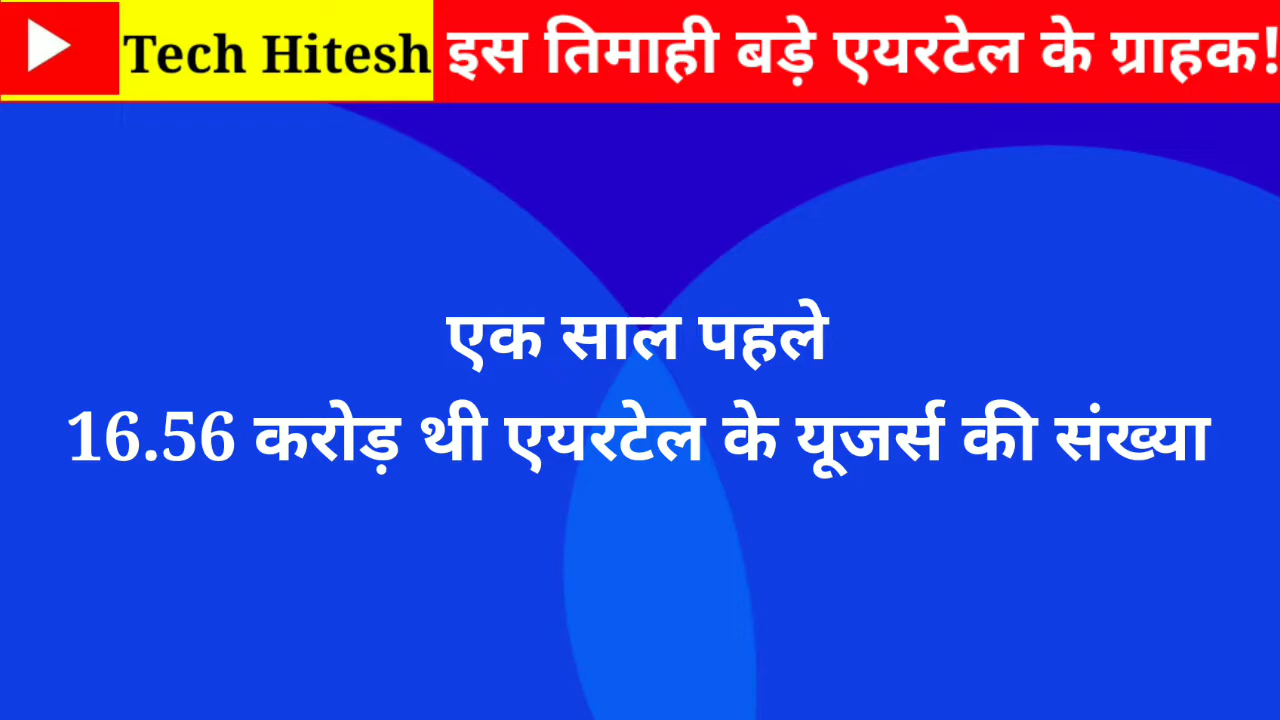 Tech Hitesh इस तिमाही बड़े एयरटेल के ग्राहक!
एक साल पहले
16.56 करोड़ थी एयरटेल के यूजर्स की संख्या